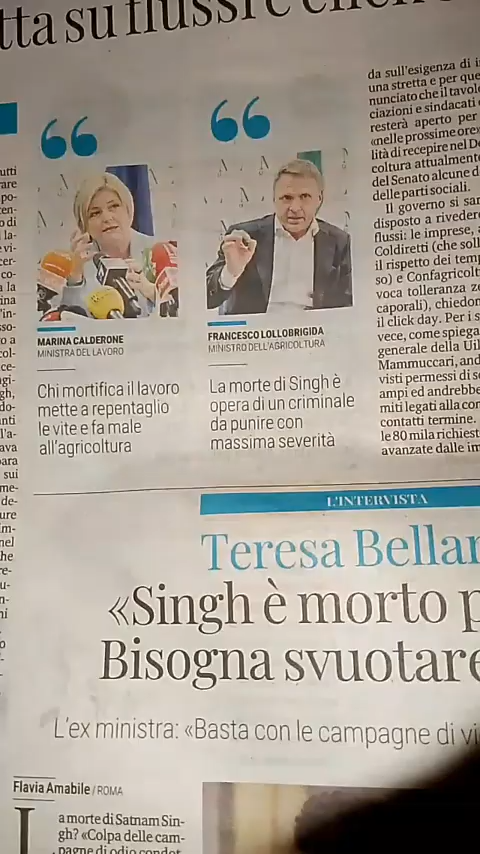 tta su flussi e
da sull'esigenza di
una stretta e per que
nunciato che il tavol
ciazioni e sindacati
resterà aperto per
«nelle prossime ore»
lità di recepire nel De
coltura attualmente
del Senato alcune d
delle parti sociali.
Il governo si sa
disposto a rivedere
flussi: le imprese,
Coldiretti (che soll
il rispetto dei temp
so) e Confagricolt
voca tolleranza ze
caporali), chiedon
il click day. Per i s
vece, come spiega
generale della Uil
Mammuccari, and
visti permessi di s
ampi ed andrebbe
miti legati alla con
contatti termine.
le 80 mila richiest
avanzate dalle im
“
MARINA CALDERONE
MINISTRA DEL LAVORO
Chi mortifica il lavoro
mette a repentaglio
le vite e fa male
all'agricoltura
“
FRANCESCO LOLLOBRIGIDA
MINISTRO DELL'AGRICOLTURA
La morte di Singh è
opera di un criminale
da punire con
massima severità
L'INTERVISTA
Teresa Bellan
«Singh è morto p
Bisogna svuotare
L'ex ministra: «Basta con le campagne di vi
Flavia Amabile / ROMA
La morte di Satnam Sin-
gh? «Colpa delle cam-
pagne di odio condot